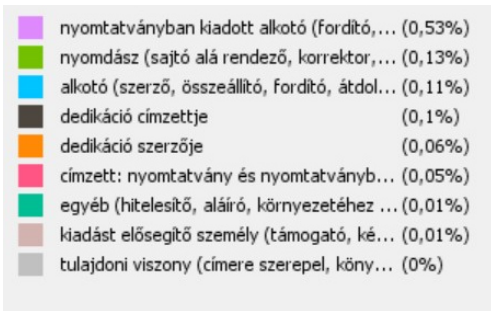 nyomtatványban kiadott alkotó (fordító,... (0,53%)
nyomdász (sajtó alá rendező, korrektor,... (0,13%)
alkotó (szerző, összeállító, fordító, átdol... (0,11%)
dedikáció címzettje (0,1%)
dedikáció szerzője (0,06%)
címzett: nyomtatvány és nyomtatványb... (0,05%)
egyéb (hitelesítő, aláíró, környezetéhez ... (0,01%)
kiadást elősegítő személy (támogató, ké... (0,01%)
tulajdoni viszony (címere szerepel, köny... (0%)